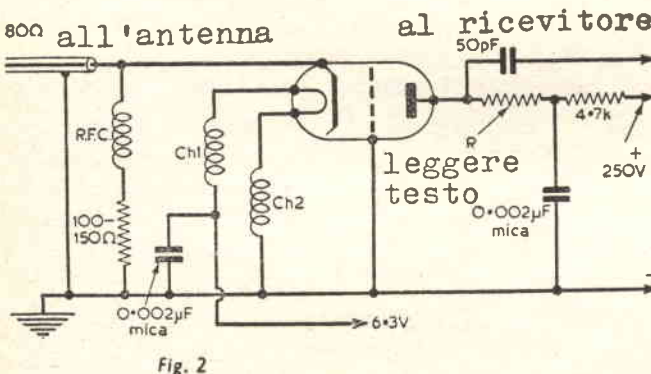 80Ω all'antenna
al ricevitore
50pF
R.F.C.
Ch1
Ch2
R
4·7k
+
250V
leggere
testo
100-
150Ω
0·002μF
mica
0·002μF
mica
-
6·3V
Fig. 2